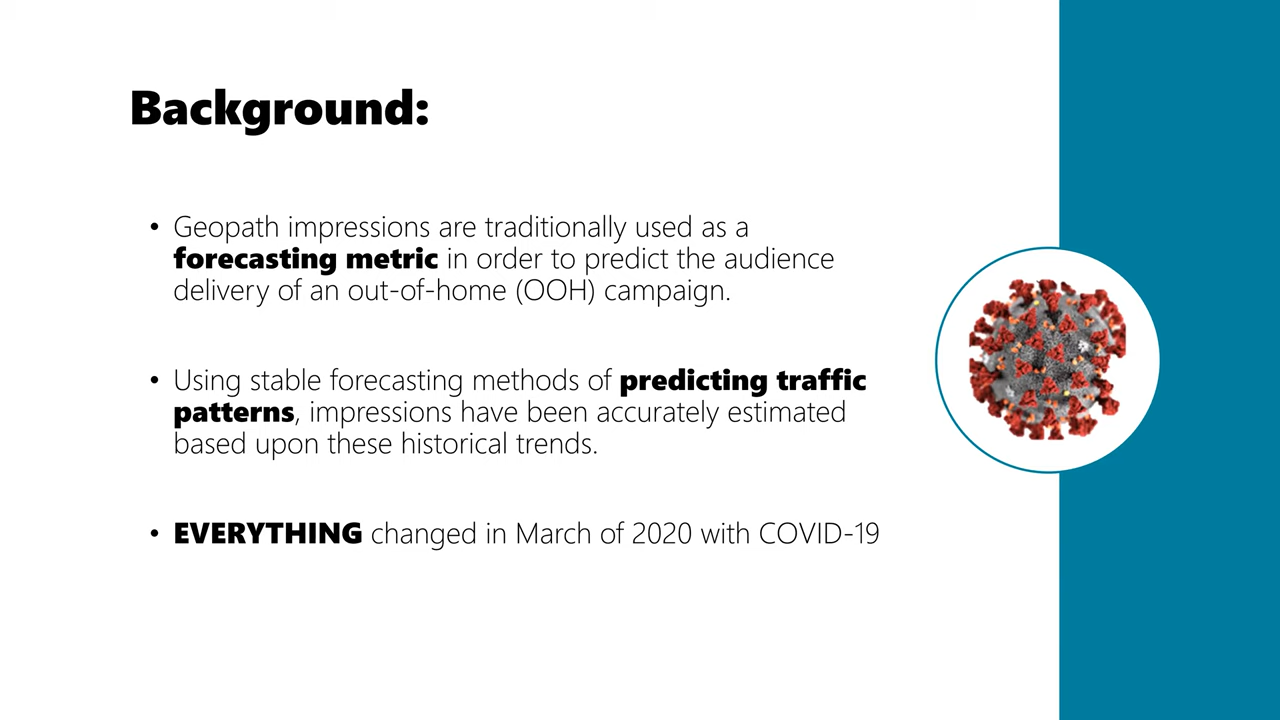 Background:
• Geopath impressions are traditionally used as a
forecasting metric in order to predict the audience
delivery of an out-of-home (OOH) campaign.
• Using stable forecasting methods of predicting traffic
patterns, impressions have been accurately estimated
based upon these historical trends.
• EVERYTHING changed in March of 2020 with COVID-19